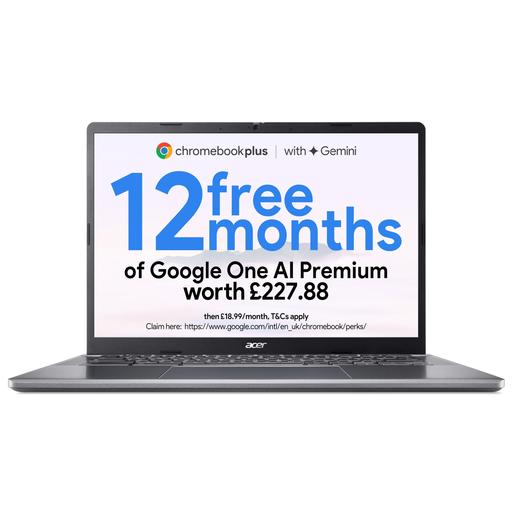 chromebookplus | with Gemini
12 free months
of Google One AI Premium
worth £227.88
then £18.99/month, T&Cs apply
Claim here: https://www.google.com/intl/en_uk/chromebook/perks/
acer